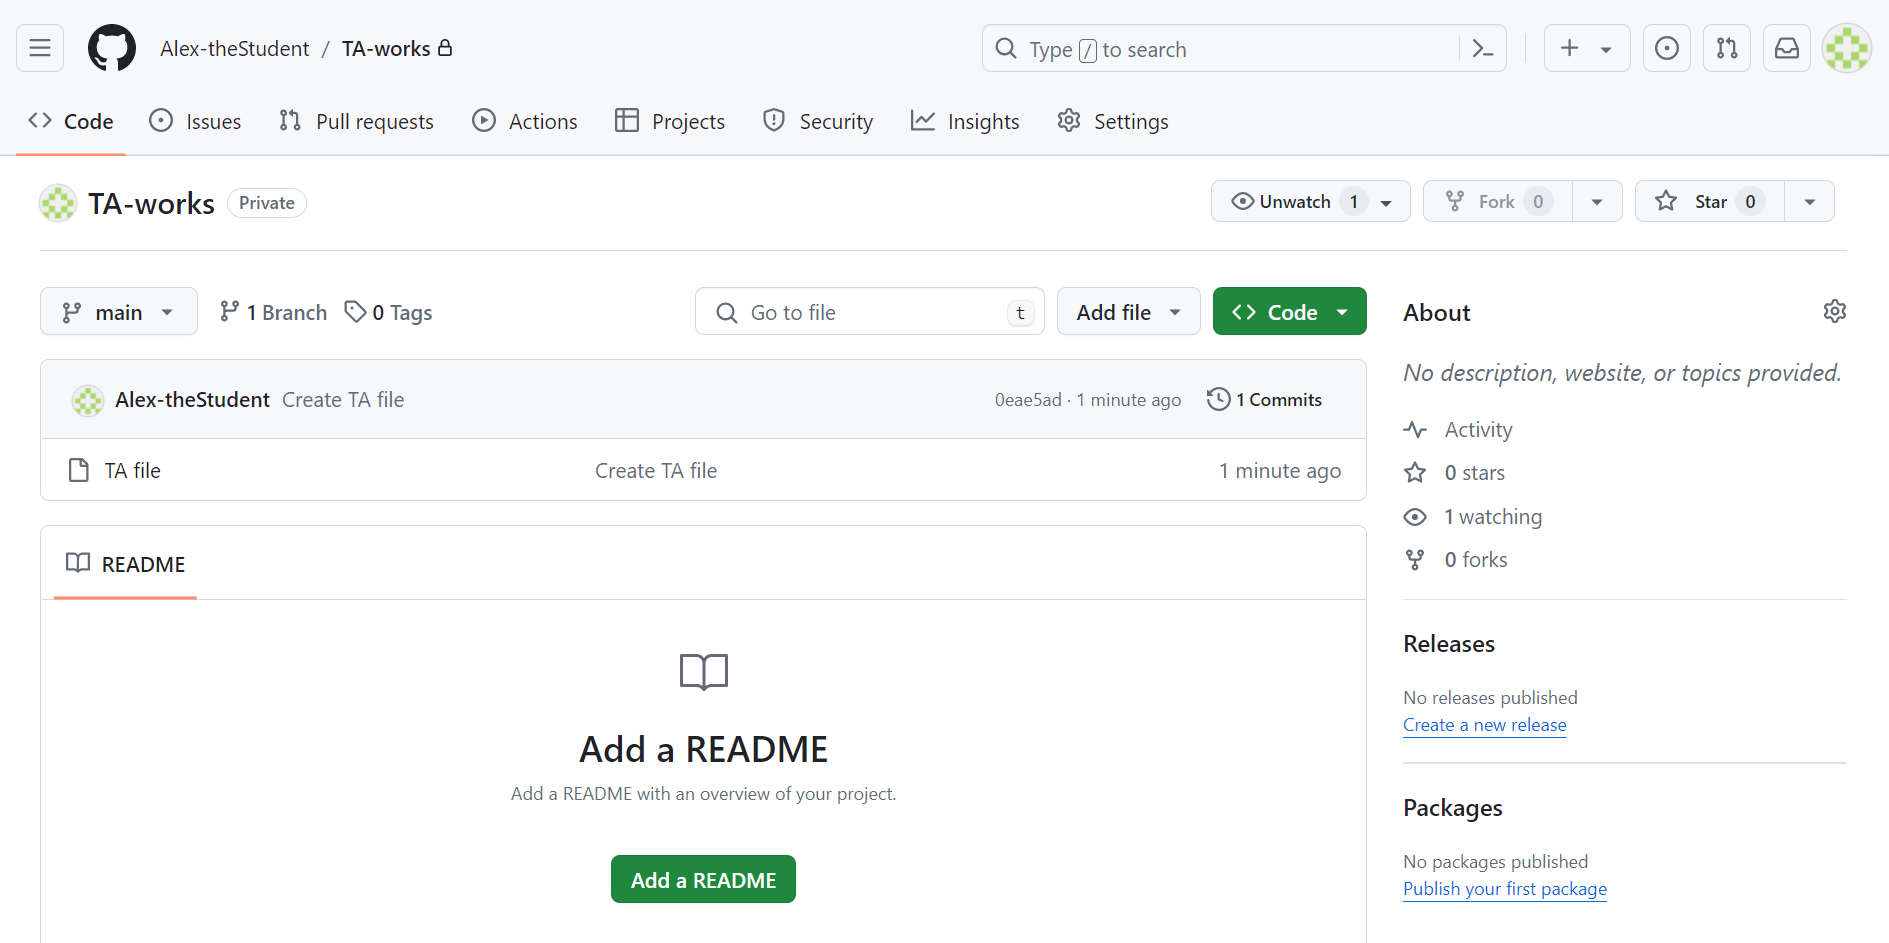 Alex-theStudent / TA-works
Type / to search
Code Issues Pull requests Actions Projects Security Insights Settings
TA-works Private
Unwatch 1 Fork 0 Star 0
main 1 Branch 0 Tags
Go to file t
Add file Code
Alex-theStudent Create TA file 0eae5ad · 1 minute ago 1 Commits
TA file Create TA file 1 minute ago
README
Add a README
Add a README with an overview of your project.
Add a README
About
No description, website, or topics provided.
Activity
0 stars
1 watching
0 forks
Releases
No releases published
Create a new release
Packages
No packages published
Publish your first package